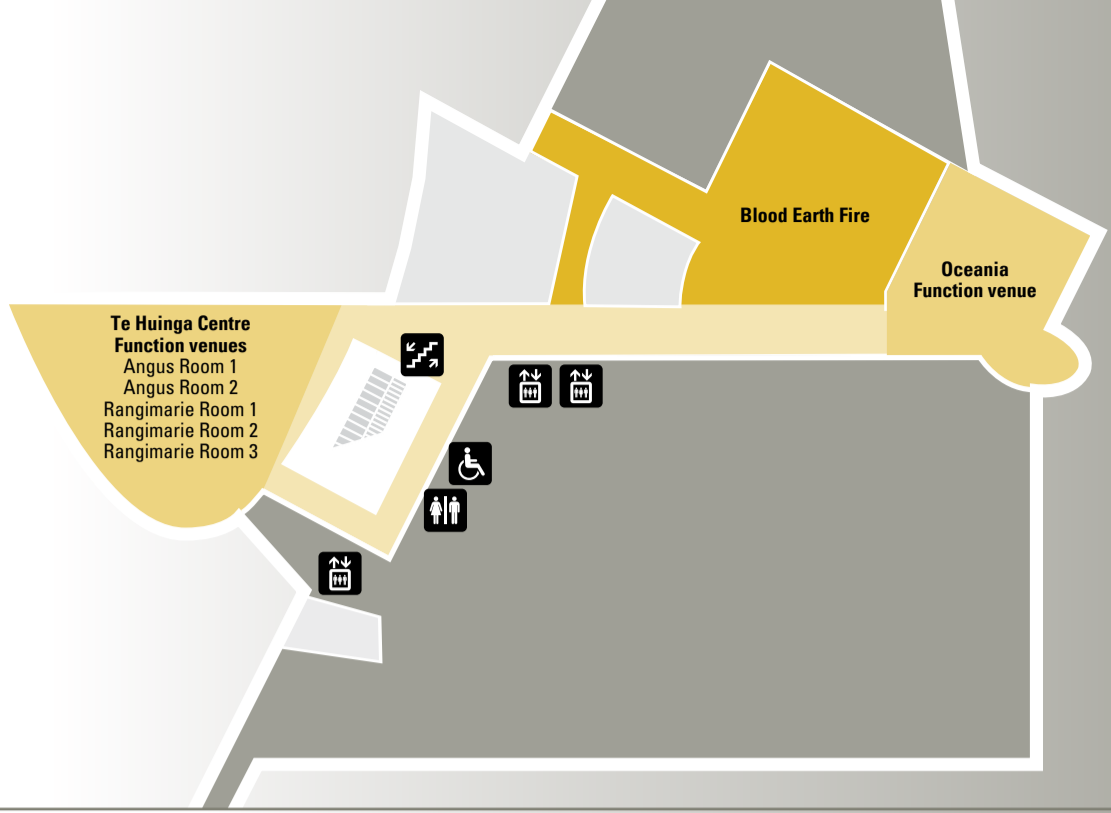 Te Huinga Centre
Function venues
Angus Room 1
Angus Room 2
Rangimarie Room 1
Rangimarie Room 2
Rangimarie Room 3
Blood Earth Fire
Oceania
Function venue